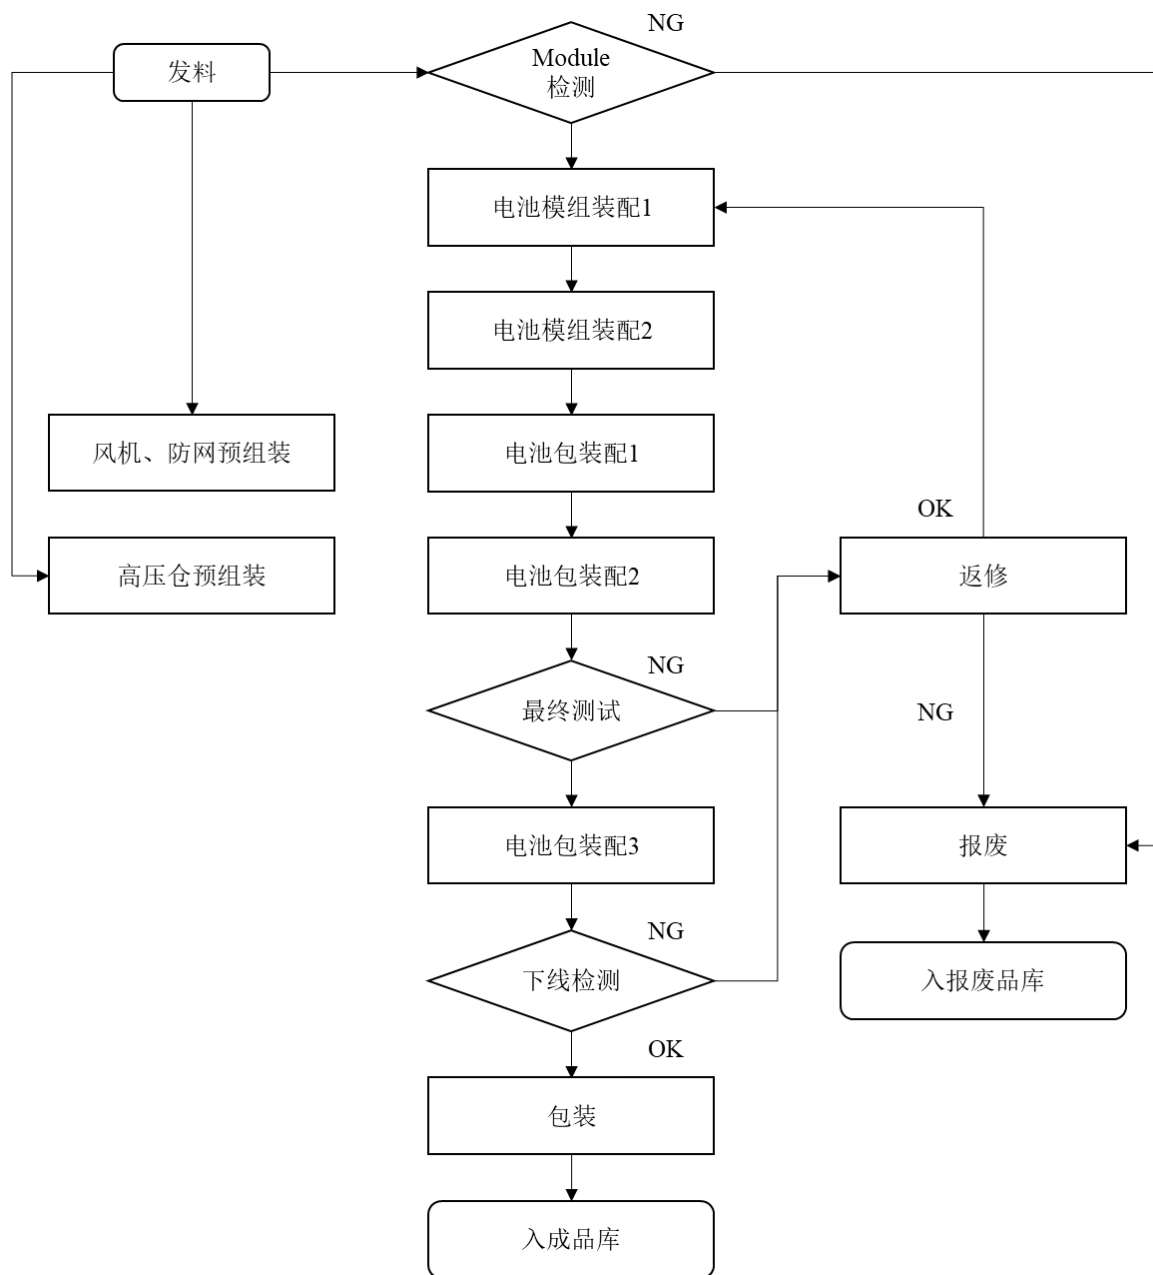 NG
发料
Module
检测
电池模组装配1
电池模组装配2
风机、防网预组装
电池包装配1
OK
高压仓预组装
电池包装配2
返修
NG
最终测试
NG
电池包装配3
报废
NG
下线检测
入报废品库
OK
包装
入成品库